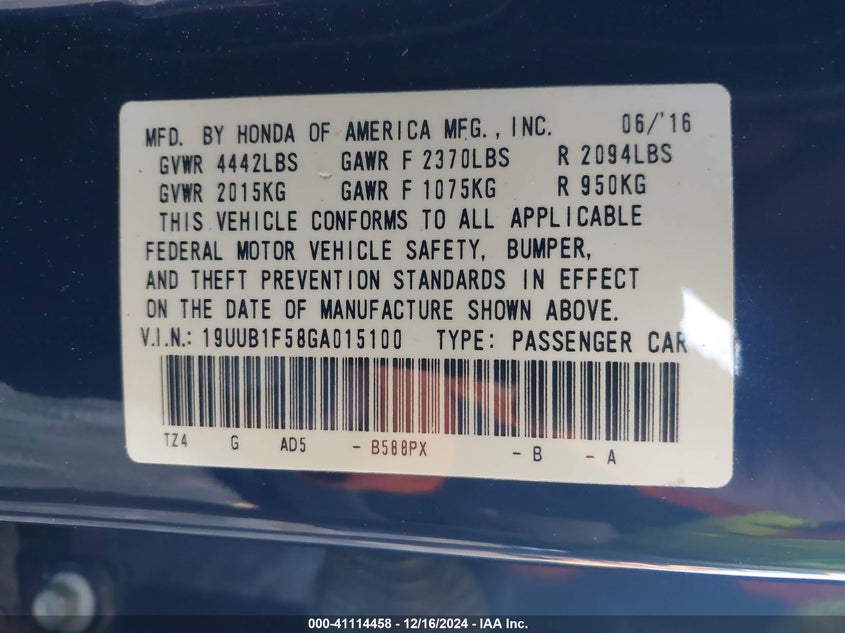 MFD. BY HONDA OF AMERICA MFG., INC. 06/'16
GVWR 4442LBS GAWR F 2370LBS R 2094LBS
GVWR 2015KG GAWR F 1075KG R 950KG
THIS VEHICLE CONFORMS TO ALL APPLICABLE
FEDERAL MOTOR VEHICLE SAFETY, BUMPER,
AND THEFT PREVENTION STANDARDS IN EFFECT
ON THE DATE OF MANUFACTURE SHOWN ABOVE.
V.I.N.: 19UUB1F58GA015100 TYPE: PASSENGER CAR
TZ4 G AD5 - B588PX - B - A
000-41114458 - 12/16/2024 - IAA Inc.